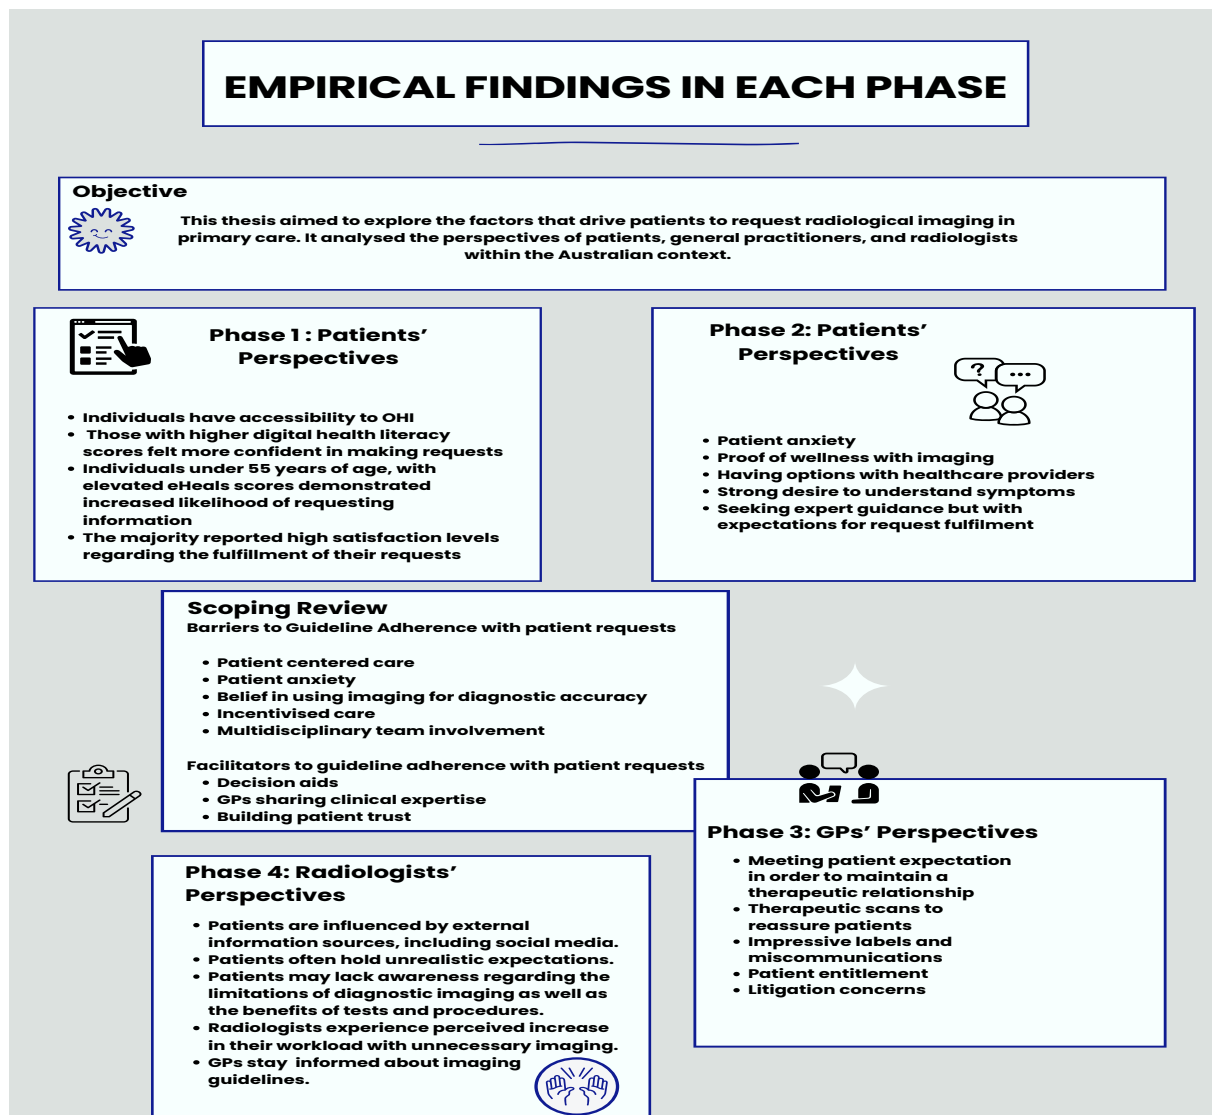 EMPIRICAL FINDINGS IN EACH PHASE
Objective
This thesis aimed to explore the factors that drive patients to request radiological imaging in
primary care. It analysed the perspectives of patients, general practitioners, and radiologists
within the Australian context.
Phase 1 : Patients’
Perspectives
• Individuals have accessibility to OHI
• Those with higher digital health literacy
scores felt more confident in making requests
• Individuals under 55 years of age, with
elevated eHeals scores demonstrated
increased likelihood of requesting
information
• The majority reported high satisfaction levels
regarding the fulfillment of their requests
Phase 2: Patients’
Perspectives
?
• Patient anxiety
• Proof of wellness with imaging
• Having options with healthcare providers
• Strong desire to understand symptoms
• Seeking expert guidance but with
expectations for request fulfilment
Scoping Review
Barriers to Guideline Adherence with patient requests
• Patient centered care
• Patient anxiety
• Belief in using imaging for diagnostic accuracy
• Incentivised care
• Multidisciplinary team involvement
Facilitators to guideline adherence with patient requests
• Decision aids
• GPs sharing clinical expertise
• Building patient trust
Phase 3: GPs’ Perspectives
• Meeting patient expectation
in order to maintain a
therapeutic relationship
• Therapeutic scans to
reassure patients
• Impressive labels and
miscommunications
• Patient entitlement
• Litigation concerns
Phase 4: Radiologists’
Perspectives
• Patients are influenced by external
information sources, including social media.
• Patients often hold unrealistic expectations.
• Patients may lack awareness regarding the
limitations of diagnostic imaging as well as
the benefits of tests and procedures.
• Radiologists experience perceived increase
in their workload with unnecessary imaging.
• GPs stay  informed about imaging
guidelines.